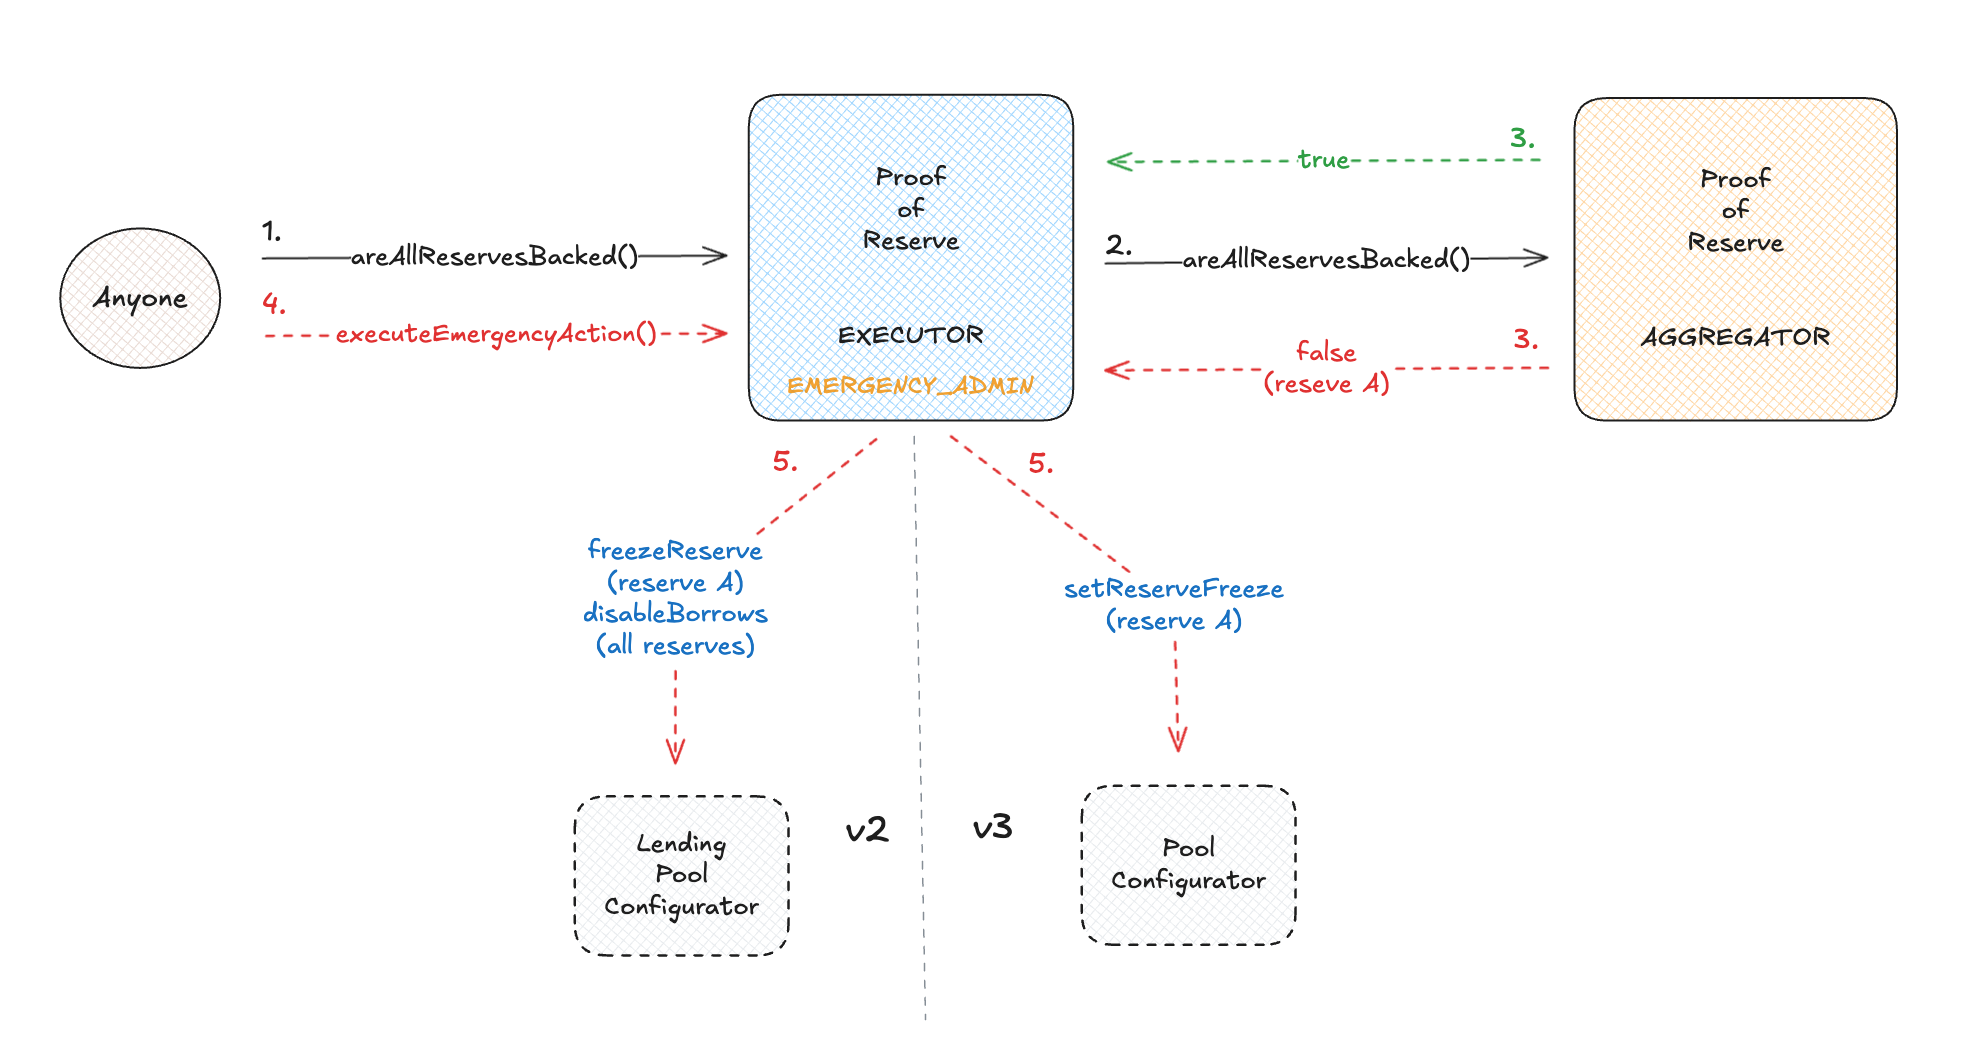 Anyone
1.
areAllReservesBacked()
4.
executeEmergencyAction()
Proof
of
Reserve
EXECUTOR
EMERGENCY_ADMIN
3.
true
2.
areAllReservesBacked()
3.
false
(reseve A)
Proof
of
Reserve
AGGREGATOR
5.
freezeReserve
(reserve A)
disableBorrows
(all reserves)
5.
setReserveFreeze
(reserve A)
Lending
Pool
Configurator
v2
v3
Pool
Configurator